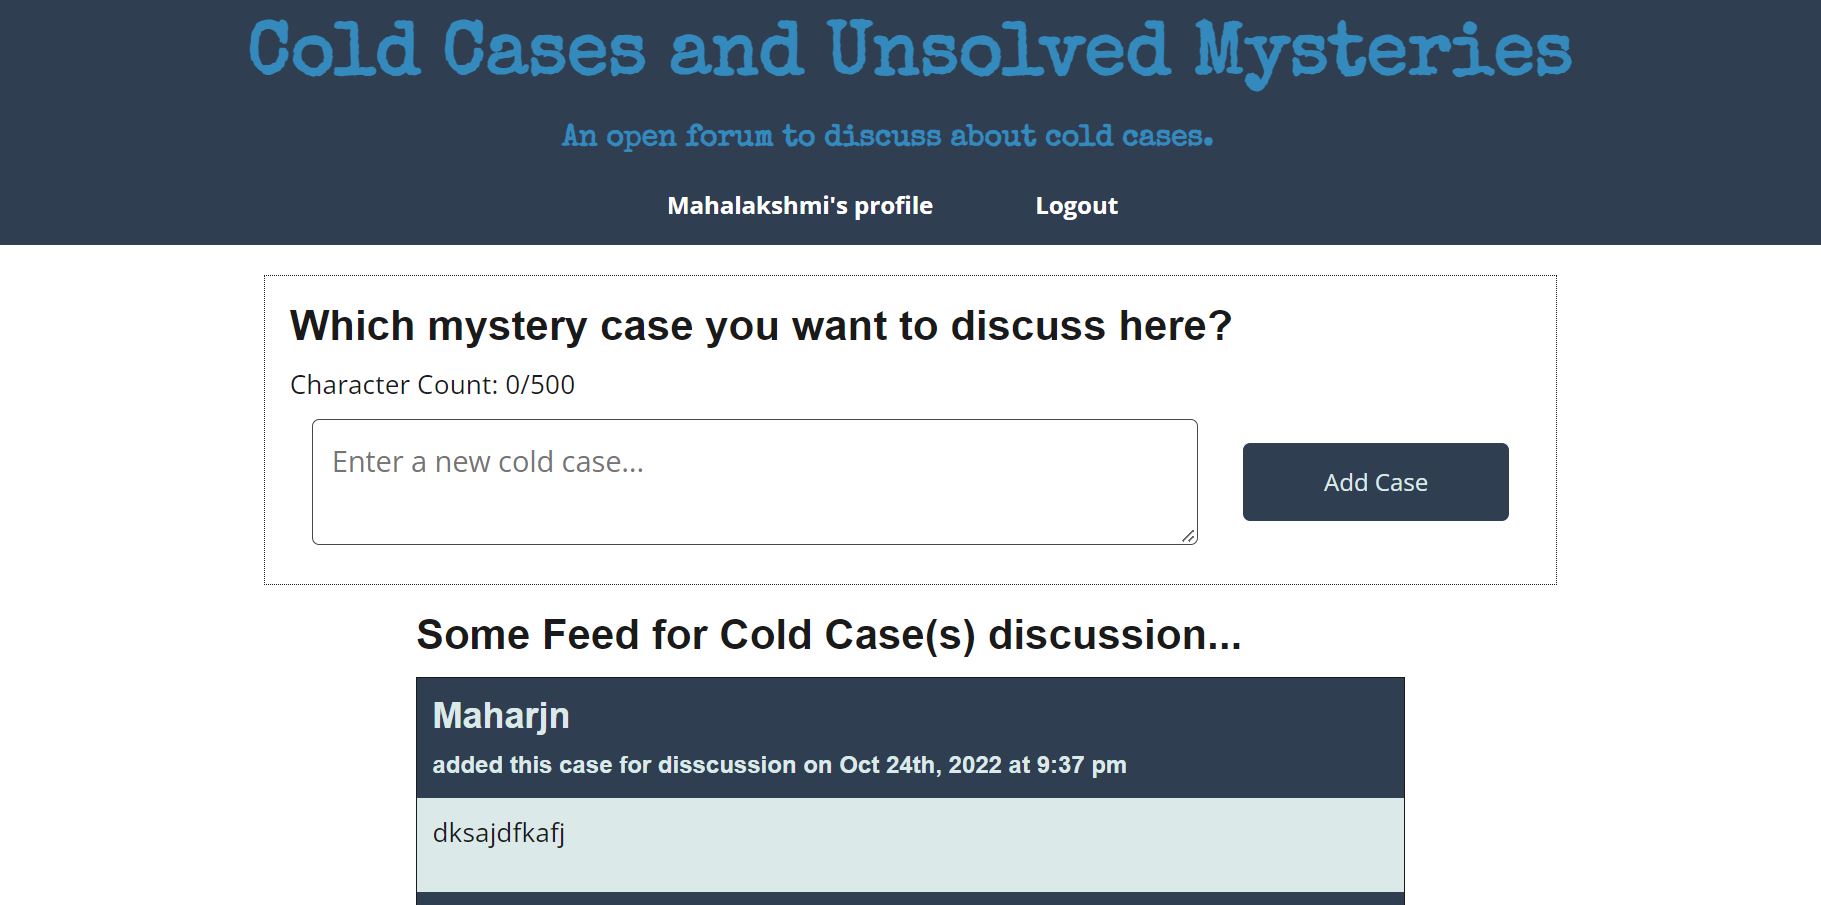 Cold Cases and Unsolved Mysteries
An open forum to discuss about cold cases.
Mahalakshmi's profile Logout
Which mystery case you want to discuss here?
Character Count: 0/500
Enter a new cold case...
Add Case
Some Feed for Cold Case(s) discussion...
Maharjn
added this case for disscussion on Oct 24th, 2022 at 9:37 pm
dksajdfkafj